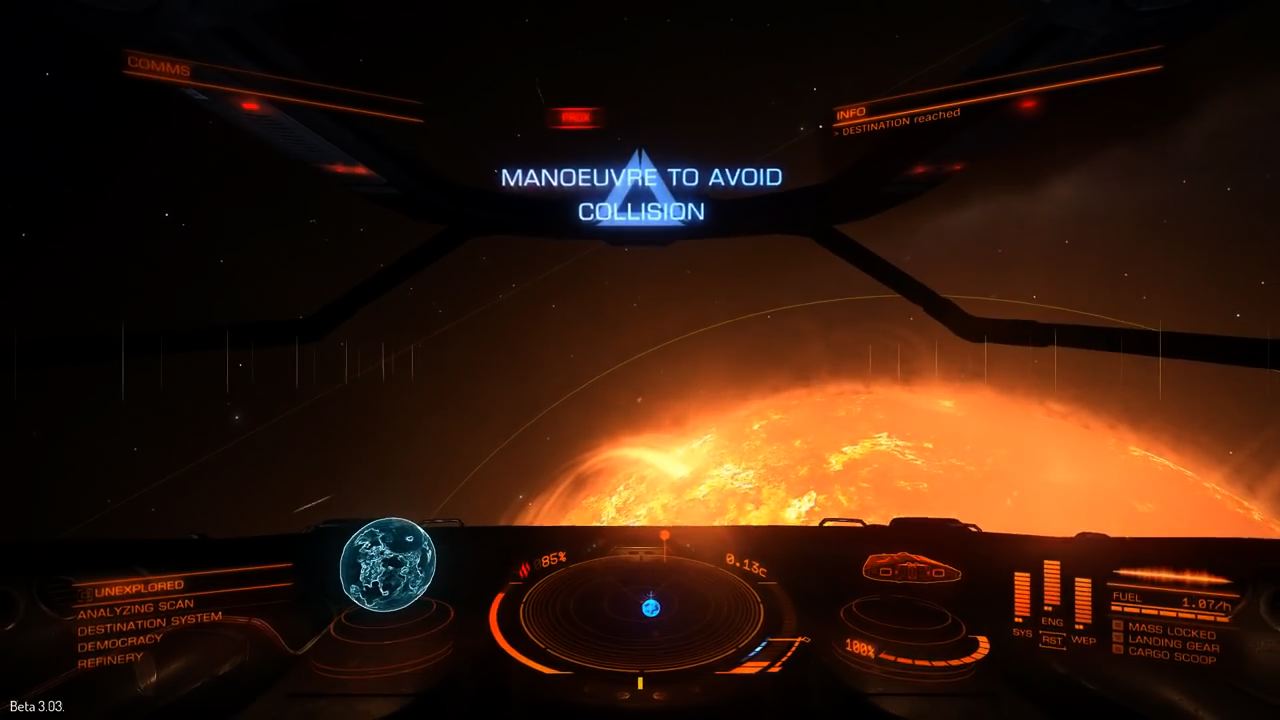 COMMS
INFO
> DESTINATION reached
MANOEUVRE TO AVOID
COLLISION
85%
0.13c
UNEXPLORED
ANALYZING SCAN
DESTINATION SYSTEM
DEMOCRACY
REFINERY
100%
SYS
ENG
RST
WEP
FUEL 1.07/h
MASS LOCKED
LANDING GEAR
CARGO SCOOP
Beta 3.03.